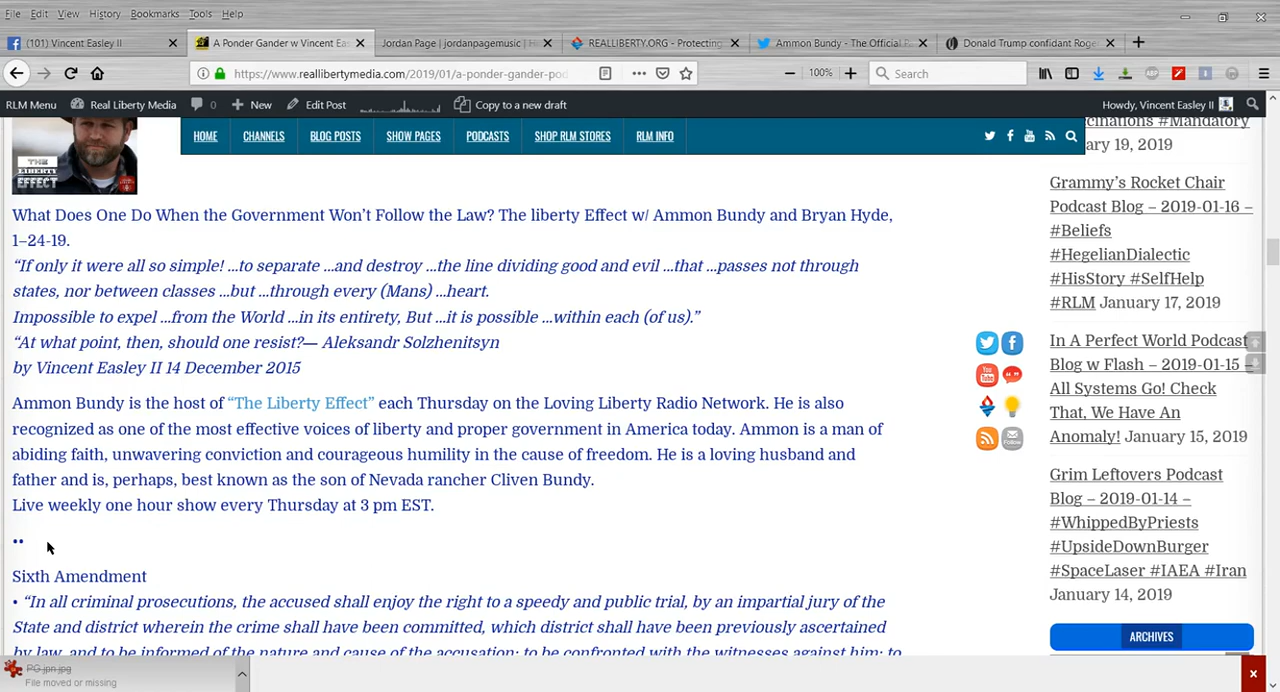 File Edit View History Bookmarks Tools Help
(101) Vincent Easley II
A Ponder Gander w Vincent Ea
Jordan Page | jordanpagemusic | H
REALLIBERTY.ORG - Protecting
Ammon Bundy - The Official Pa
Donald Trump confidant Roge
https://www.reallibertymedia.com/2019/01/a-ponder-gander-pod
100%
Search
RLM Menu Real Liberty Media 0 New Edit Post Copy to a new draft Howdy, Vincent Easley II
HOME CHANNELS BLOG POSTS SHOW PAGES PODCASTS SHOP RLM STORES RLM INFO
THE LIBERTY EFFECT
What Does One Do When the Government Won't Follow the Law? The liberty Effect w/ Ammon Bundy and Bryan Hyde,
1–24-19.
"If only it were all so simple! ...to separate ...and destroy ...the line dividing good and evil ...that ...passes not through
states, nor between classes ...but ...through every (Mans) ...heart.
Impossible to expel ...from the World ...in its entirety, But ...it is possible ...within each (of us)."
"At what point, then, should one resist?— Aleksandr Solzhenitsyn
by Vincent Easley II 14 December 2015
Ammon Bundy is the host of "The Liberty Effect" each Thursday on the Loving Liberty Radio Network. He is also
recognized as one of the most effective voices of liberty and proper government in America today. Ammon is a man of
abiding faith, unwavering conviction and courageous humility in the cause of freedom. He is a loving husband and
father and is, perhaps, best known as the son of Nevada rancher Cliven Bundy.
Live weekly one hour show every Thursday at 3 pm EST.
••
Sixth Amendment
• "In all criminal prosecutions, the accused shall enjoy the right to a speedy and public trial, by an impartial jury of the
State and district wherein the crime shall have been committed, which district shall have been previously ascertained
by law, and to be informed of the nature and cause of the accusation; to be confronted with the witnesses against him; to
#Mandatory
2019
Grammy's Rocket Chair
Podcast Blog – 2019-01-16 –
#Beliefs
#HegelianDialectic
#HisStory #SelfHelp
#RLM January 17, 2019
In A Perfect World Podcast
Blog w Flash – 2019-01-15 –
All Systems Go! Check
That, We Have An
Anomaly! January 15, 2019
Grim Leftovers Podcast
Blog – 2019-01-14 –
#WhippedByPriests
#UpsideDownBurger
#SpaceLaser #IAEA #Iran
January 14, 2019
ARCHIVES
You Tube
Follow
PG.jpn.jpg
File moved or missing